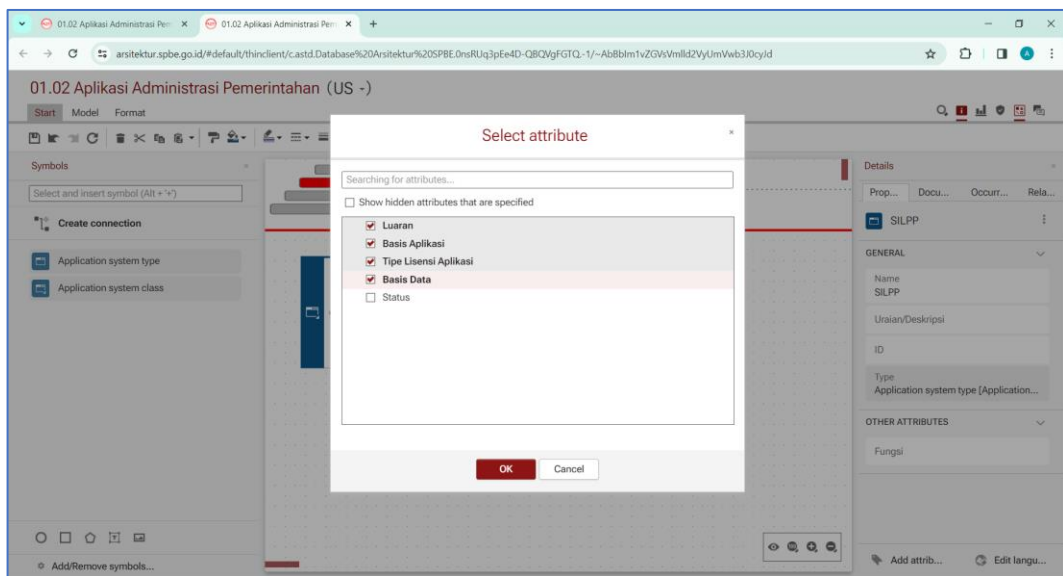 01.02 Aplikasi Administrasi Pem
01.02 Aplikasi Administrasi Pem
arsitektur.spbe.go.id/#default/thinclient/c.astd.Database%20Arsitektur%20SPBE.0nsRUq3pEe4D-QBQVgFGTQ.-1/~AbBbIm1vZGVsVmlld2VyUmVwb3J0cyJd
01.02 Aplikasi Administrasi Pemerintahan (US -)
Start Model Format
Symbols
Select and insert symbol (Alt + '+')
Create connection
Application system type
Application system class
Add/Remove symbols...
Select attribute
Searching for attributes...
Show hidden attributes that are specified
Luaran
Basis Aplikasi
Tipe Lisensi Aplikasi
Basis Data
Status
OK Cancel
Details
Prop... Docu... Occurr... Rela...
SILPP
GENERAL
Name
SILPP
Uraian/Deskripsi
ID
Type
Application system type [Application...
OTHER ATTRIBUTES
Fungsi
Add attrib... Edit langu...